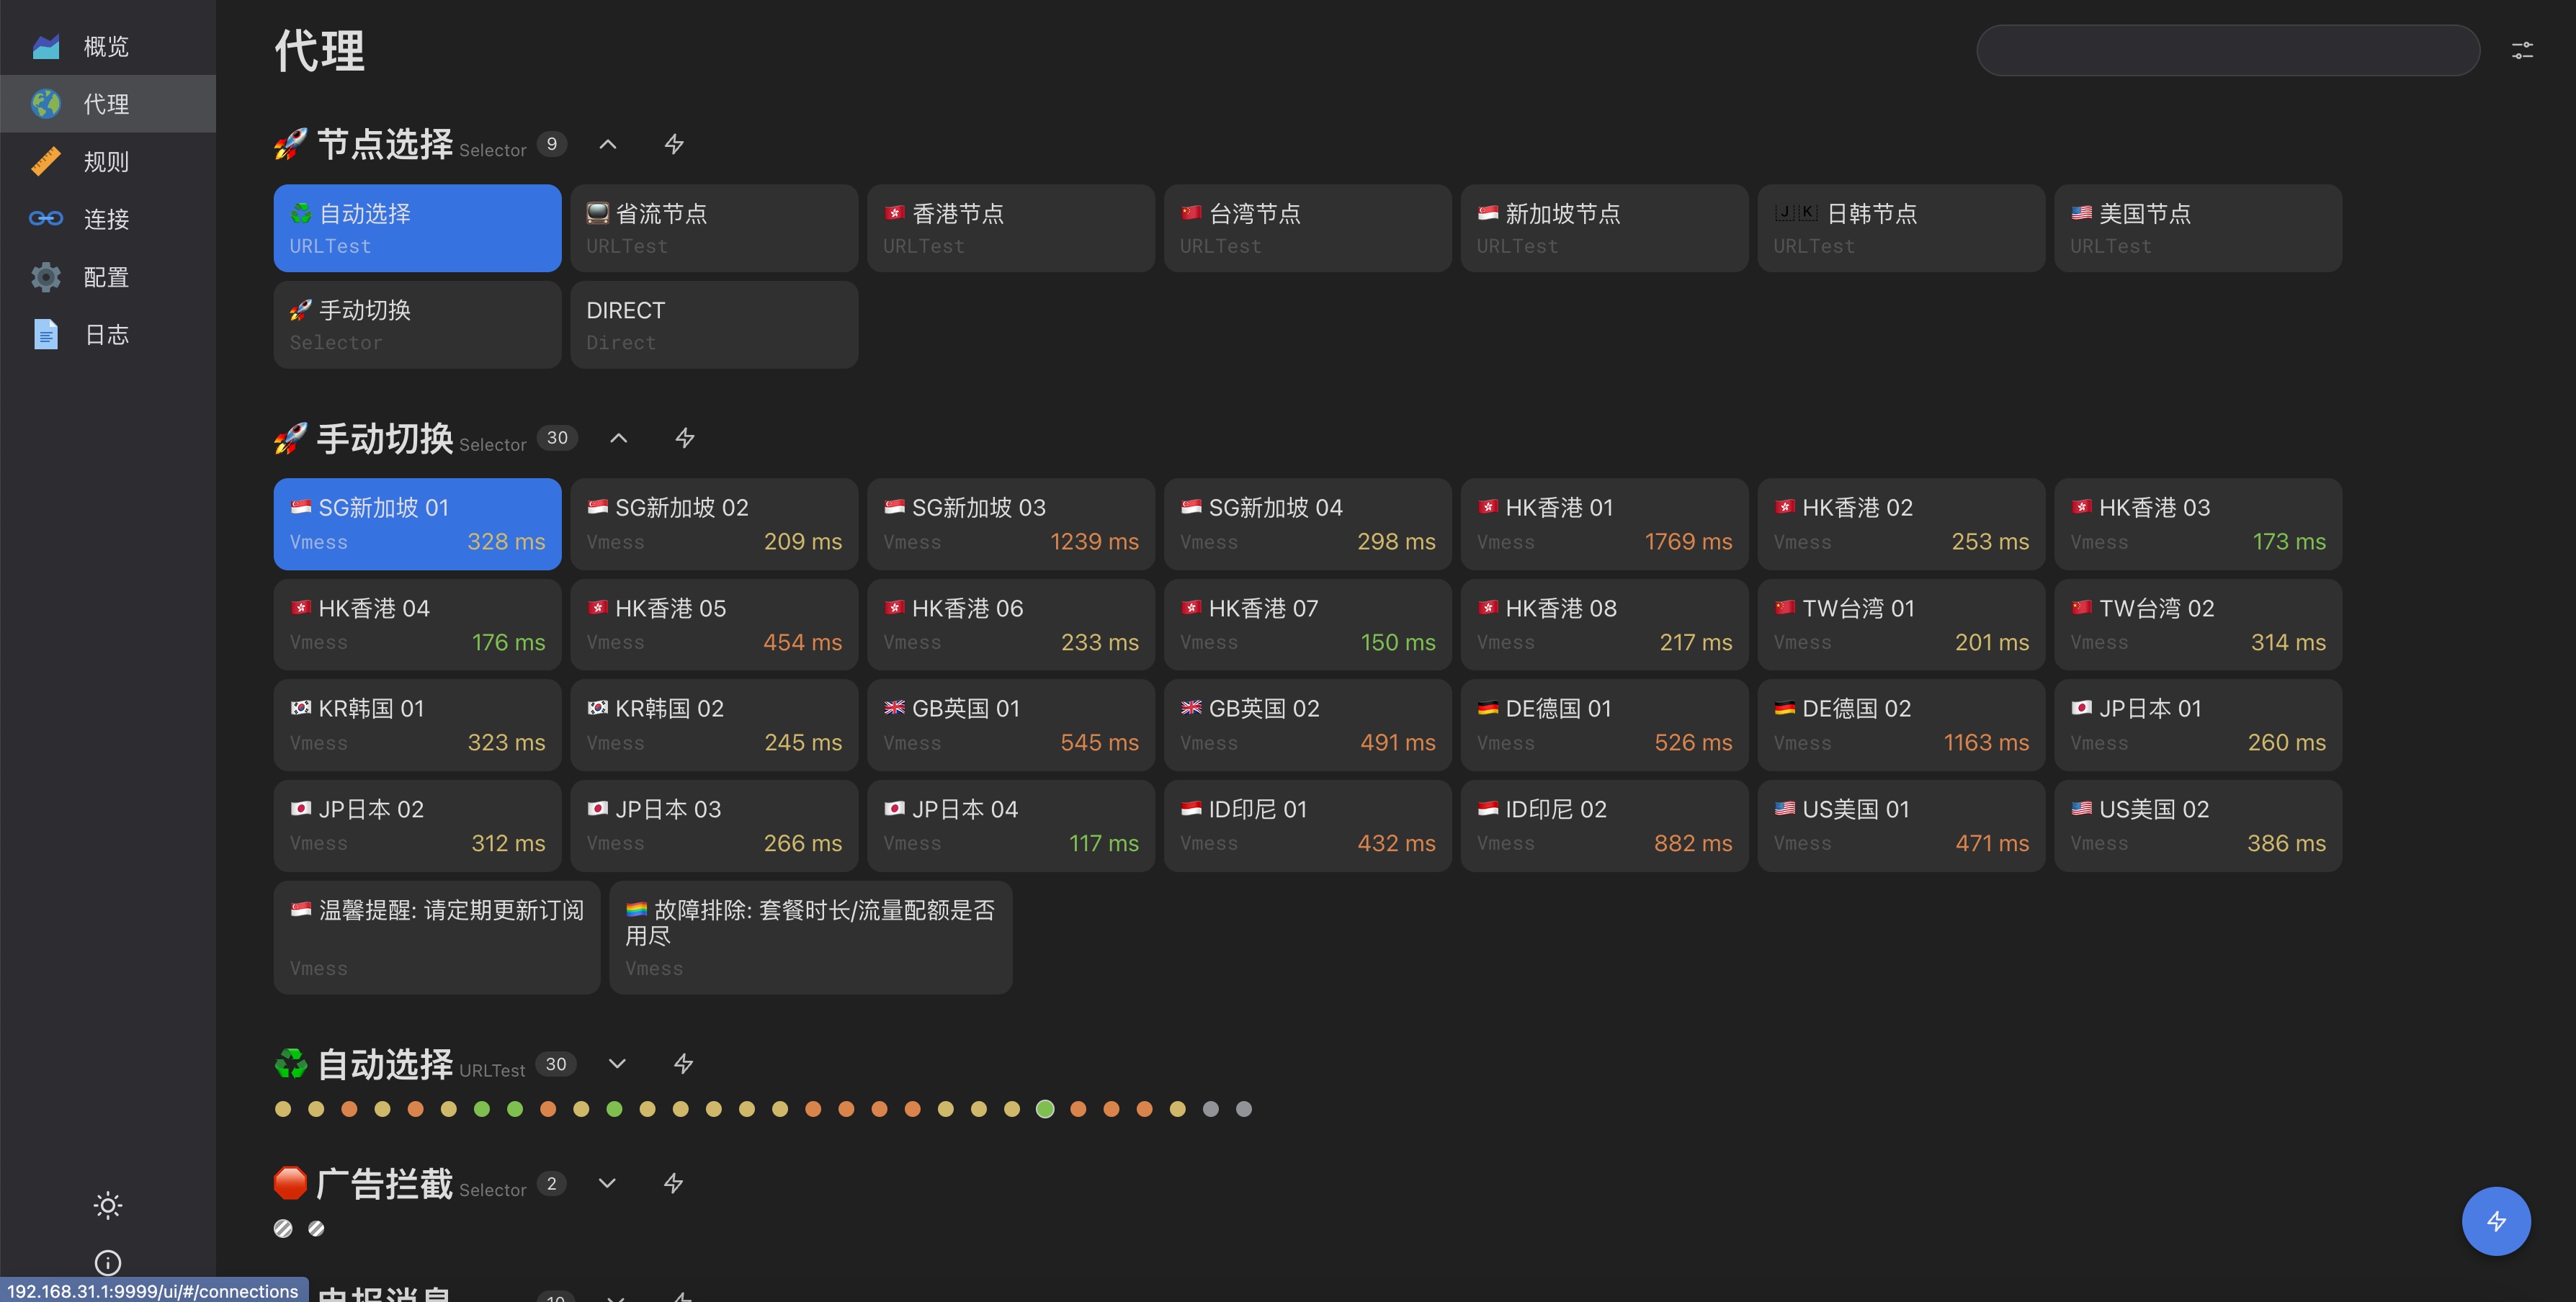 概览
代理
规则
连接
配置
日志
代理
节点选择 Selector 9
自动选择
URLTest
省流节点
URLTest
香港节点
URLTest
台湾节点
URLTest
新加坡节点
URLTest
🇯🇰 日韩节点
URLTest
美国节点
URLTest
手动切换
Selector
DIRECT
Direct
手动切换 Selector 30
SG新加坡 01
Vmess 328 ms
SG新加坡 02
Vmess 209 ms
SG新加坡 03
Vmess 1239 ms
SG新加坡 04
Vmess 298 ms
HK香港 01
Vmess 1769 ms
HK香港 02
Vmess 253 ms
HK香港 03
Vmess 173 ms
HK香港 04
Vmess 176 ms
HK香港 05
Vmess 454 ms
HK香港 06
Vmess 233 ms
HK香港 07
Vmess 150 ms
HK香港 08
Vmess 217 ms
TW台湾 01
Vmess 201 ms
TW台湾 02
Vmess 314 ms
KR韩国 01
Vmess 323 ms
KR韩国 02
Vmess 245 ms
GB英国 01
Vmess 545 ms
GB英国 02
Vmess 491 ms
DE德国 01
Vmess 526 ms
DE德国 02
Vmess 1163 ms
JP日本 01
Vmess 260 ms
JP日本 02
Vmess 312 ms
JP日本 03
Vmess 266 ms
JP日本 04
Vmess 117 ms
ID印尼 01
Vmess 432 ms
ID印尼 02
Vmess 882 ms
US美国 01
Vmess 471 ms
US美国 02
Vmess 386 ms
温馨提醒: 请定期更新订阅
Vmess
故障排除: 套餐时长/流量配额是否
用尽
Vmess
自动选择 URLTest 30
广告拦截 Selector 2
电报消息 10
192.168.31.1:9999/ui/#/connections